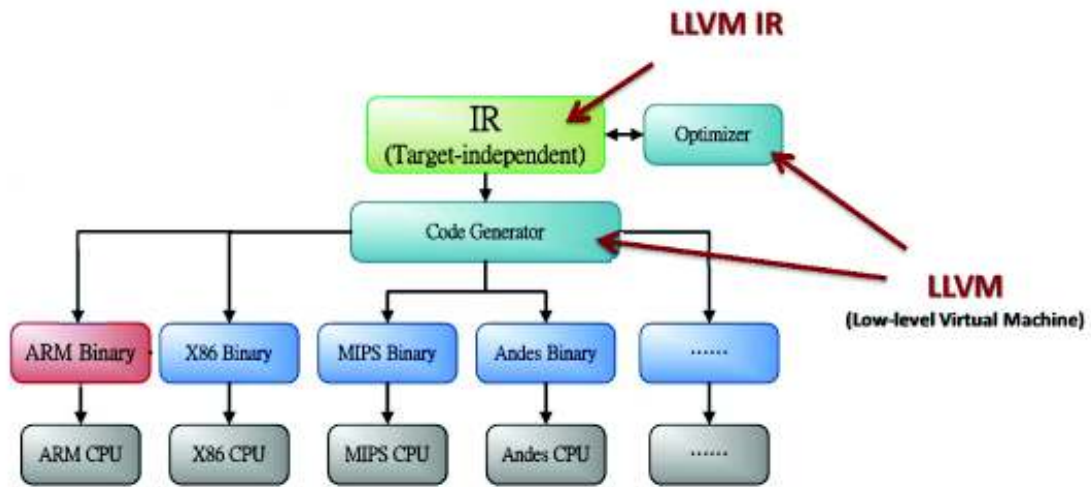 LLVM IR
IR
(Target-independent)
Optimizer
Code Generator
LLVM
(Low-level Virtual Machine)
ARM Binary
X86 Binary
MIPS Binary
Andes Binary
......
ARM CPU
X86 CPU
MIPS CPU
Andes CPU
......